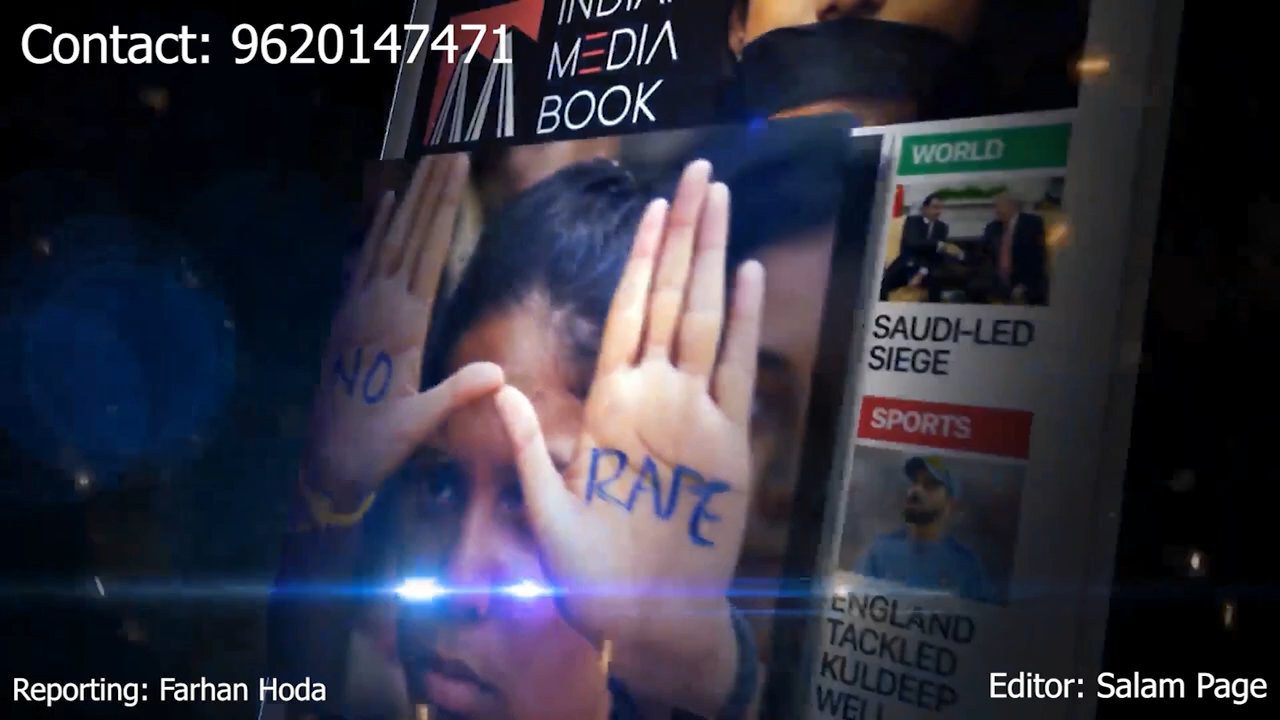 Contact: 9620147471
INDIAN
MEDIA
BOOK
WORLD
SAUDI-LED
SIEGE
NO
RAPE
SPORTS
ENGLAND
TACKLED
KULDEEP
WELL
Reporting: Farhan Hoda
Editor: Salam Page